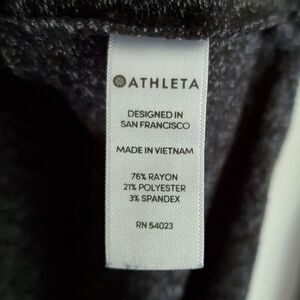 ATHLETA
DESIGNED IN
SAN FRANCISCO
MADE IN VIETNAM
76% RAYON
21% POLYESTER
3% SPANDEX
RN 54023